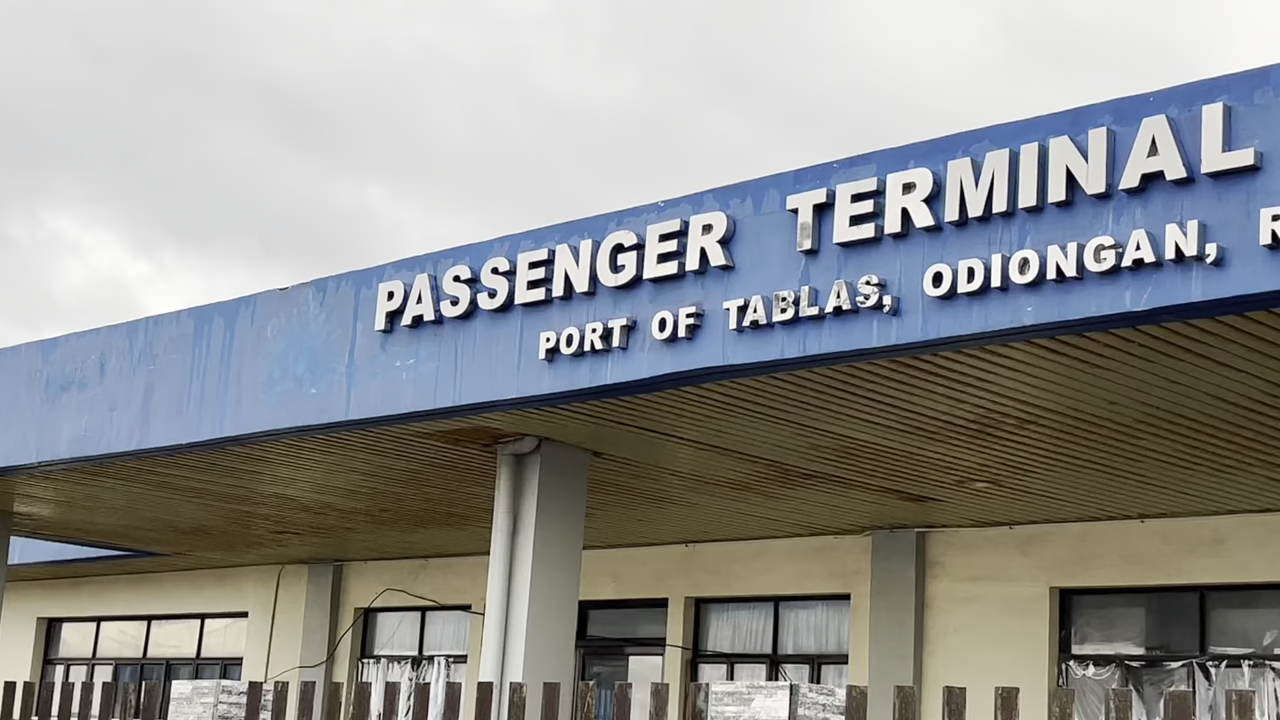 PASSENGER TERMINAL
PORT OF TABLAS, ODIONGAN, R